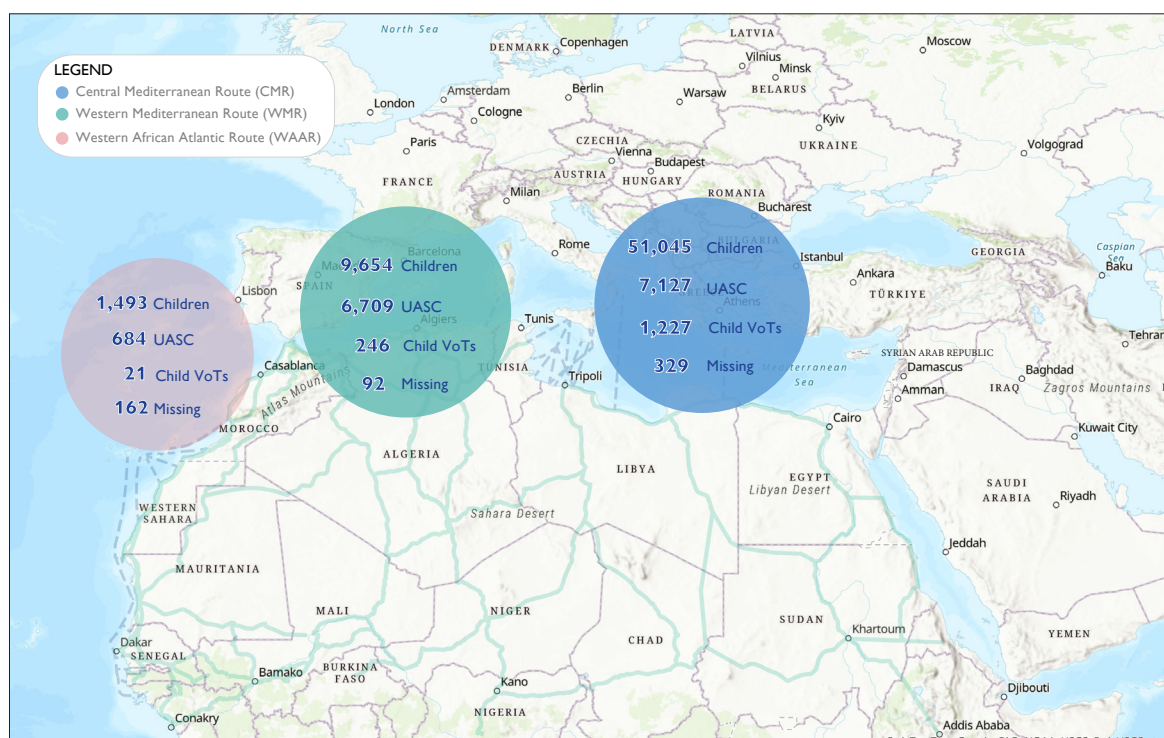 North Sea
LATVIA
DENMARK
Copenhagen
Moscow
LEGEND
Central Mediterranean Route (CMR)
Western Mediterranean Route (WMR)
Western African Atlantic Route (WAAR)
Vilnius
Minsk
BELARUS
Amsterdam
Berlin
Warsaw
London
Cologne
Kyiv
UKRAINE
Paris
CZECHIA
Vienna
Volgograd
AUSTRIA
Budapest
HUNGARY
FRANCE
Milan
ROMANIA
Bucharest
BULGARIA
Rome
Barcelona
SPAIN
Lisbon
Istanbul
GEORGIA
Caspian
Sea
Baku
Ankara
TÜRKIYE
Athens
Algiers
Tunis
TUNISIA
1,493 Children
684 UASC
21 Child VoTs
162 Missing
9,654 Children
6,709 UASC
246 Child VoTs
92 Missing
51,045 Children
7,127 UASC
1,227 Child VoTs
329 Missing
Tehran
Casablanca
Atlas Mountains
MOROCCO
Tripoli
Mediterranean
Sea
SYRIAN ARAB REPUBLIC
Damascus
Baghdad
IRAQ
Zagros Mountains
Amman
Cairo
Kuwait City
ALGERIA
LIBYA
EGYPT
Libyan Desert
SAUDI
ARABIA
Riyadh
WESTERN
SAHARA
Sahara Desert
Jeddah
MAURITANIA
MALI
NIGER
CHAD
SUDAN
Khartoum
YEMEN
Dakar
SENEGAL
Bamako
BURKINA
FASO
Kano
NIGERIA
Djibouti
Conakry
Addis Ababa